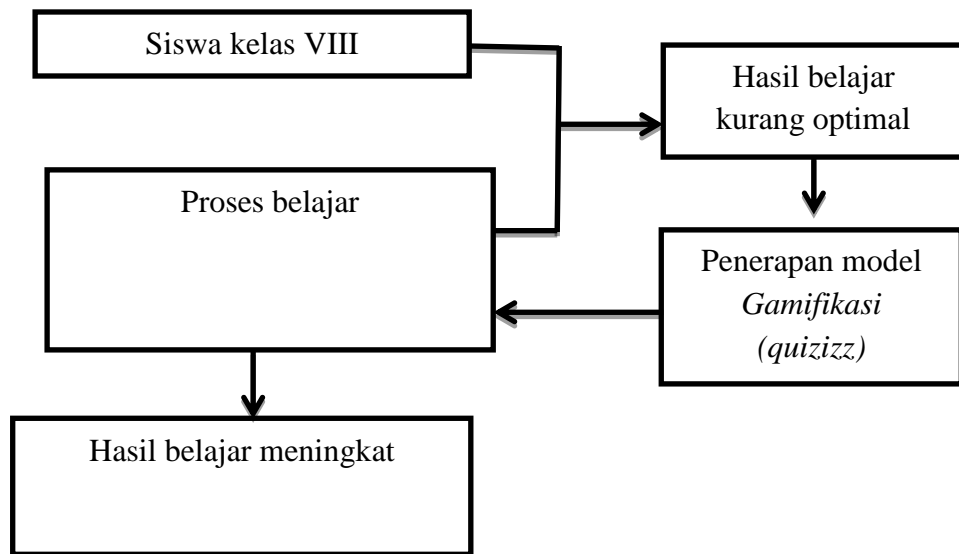 Siswa kelas VIII
Hasil belajar
kurang optimal
Proses belajar
Penerapan model
Gamifikasi
(quizizz)
Hasil belajar meningkat